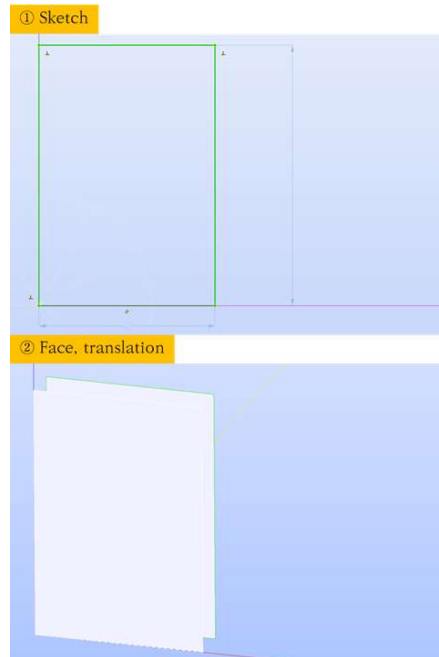 ① Sketch
② Face, translation